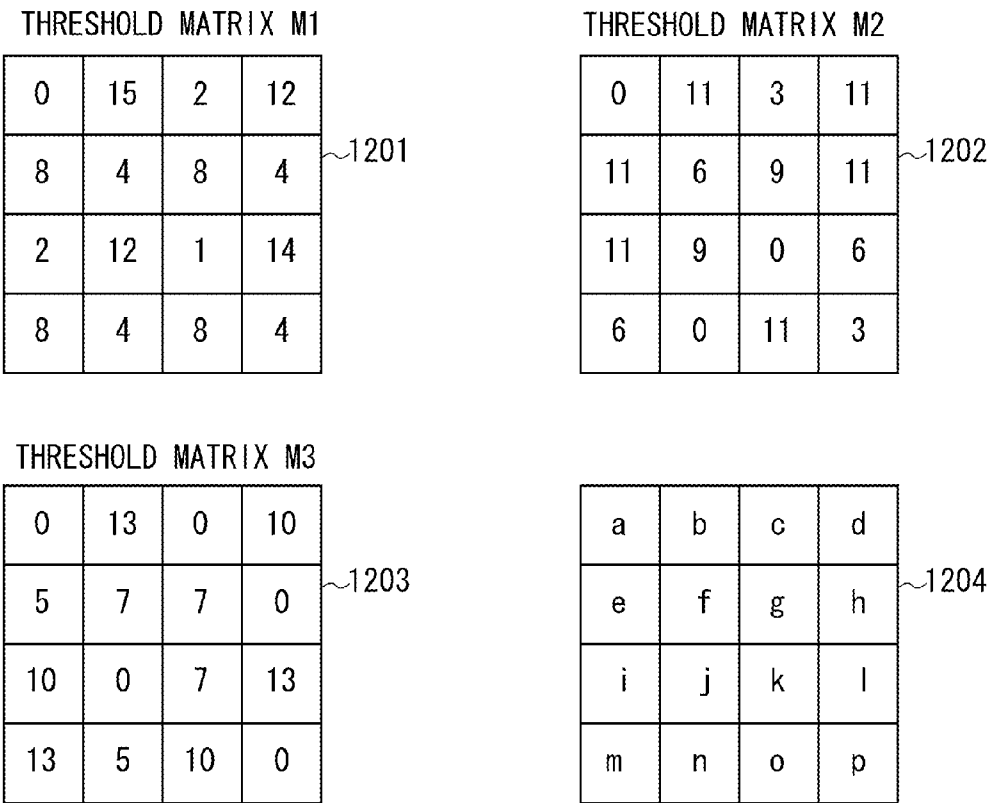 THRESHOLD MATRIX M1
0 15 2 12
8 4 8 4
2 12 1 14
8 4 8 4
1201
THRESHOLD MATRIX M2
0 11 3 11
11 6 9 11
11 9 0 6
6 0 11 3
1202
THRESHOLD MATRIX M3
0 13 0 10
5 7 7 0
10 0 7 13
13 5 10 0
1203
a b c d
e f g h
i j k l
m n o p
1204